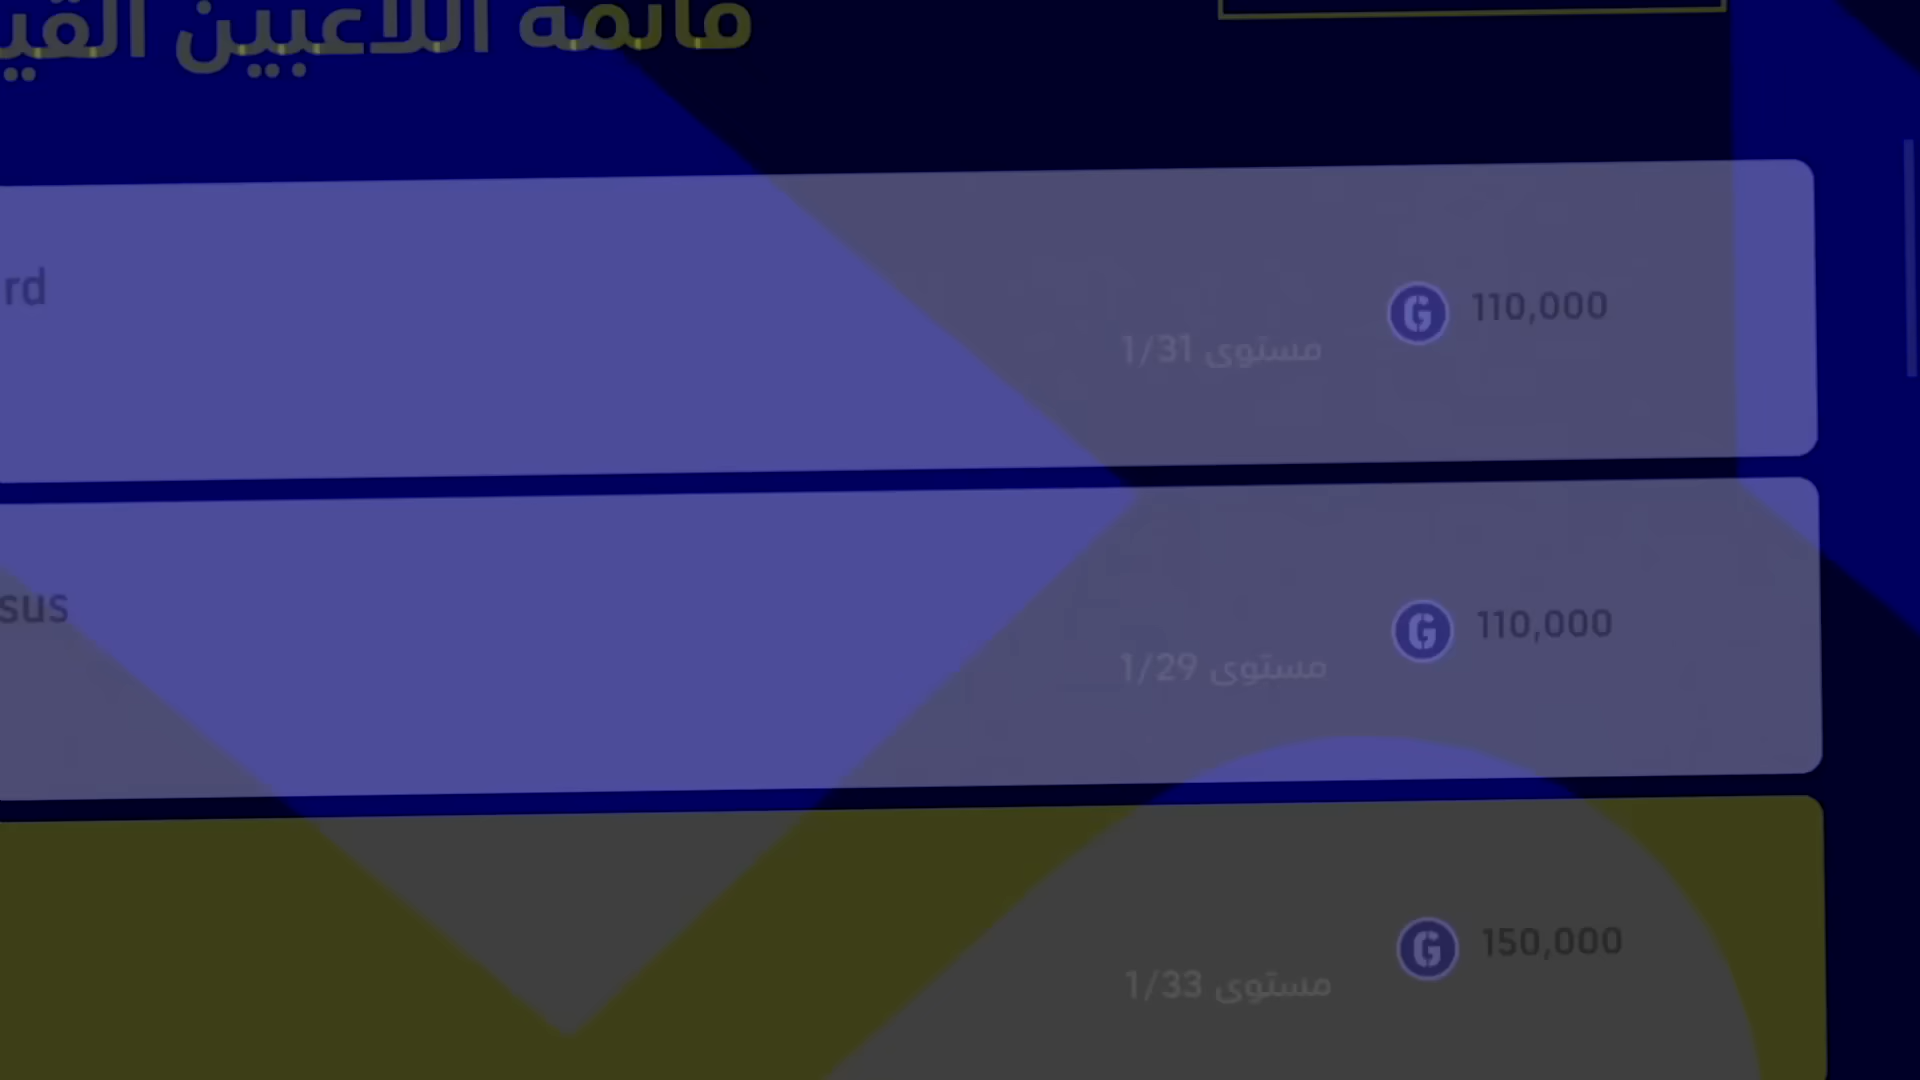 قائمة اللاعبين
rd
110,000
مستوى 1/31
sus
110,000
مستوى 1/29
150,000
مستوى 1/33